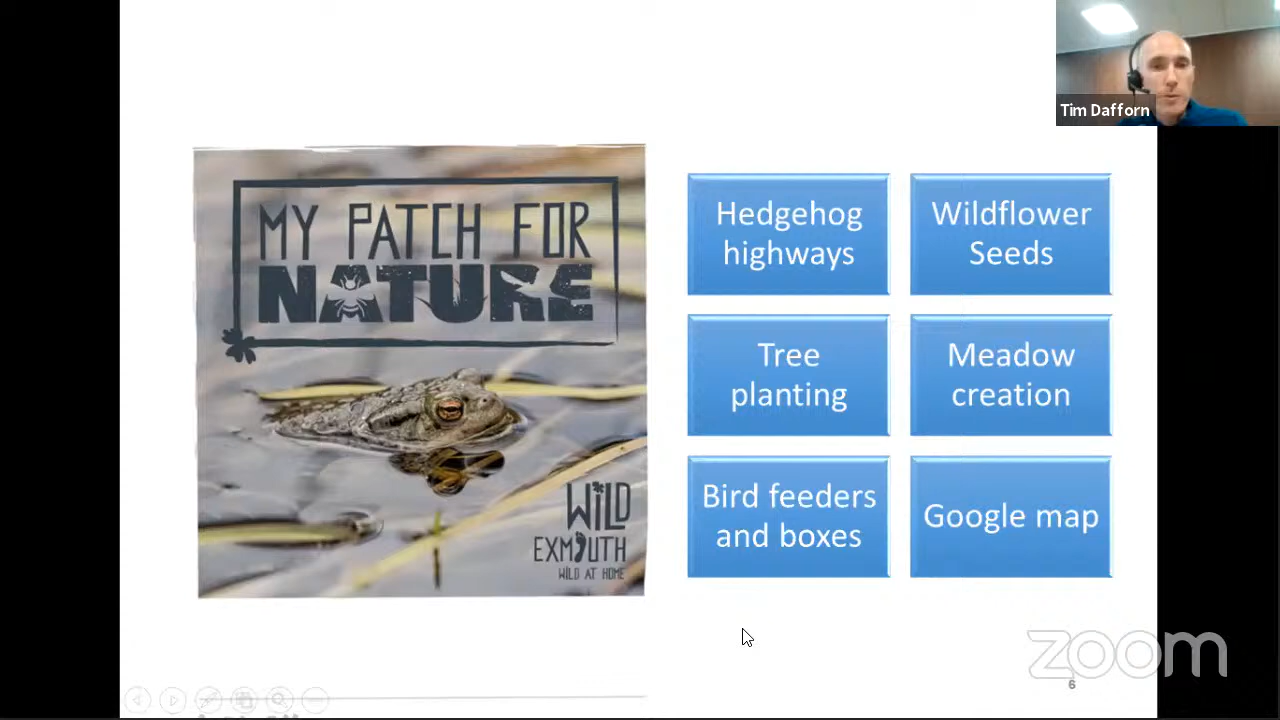 Tim Dafforn
MY PATCH FOR
NATURE
WILD
EXMOUTH
WILD AT HOME
Hedgehog
highways
Wildflower
Seeds
Tree
planting
Meadow
creation
Bird feeders
and boxes
Google map
zoom
6